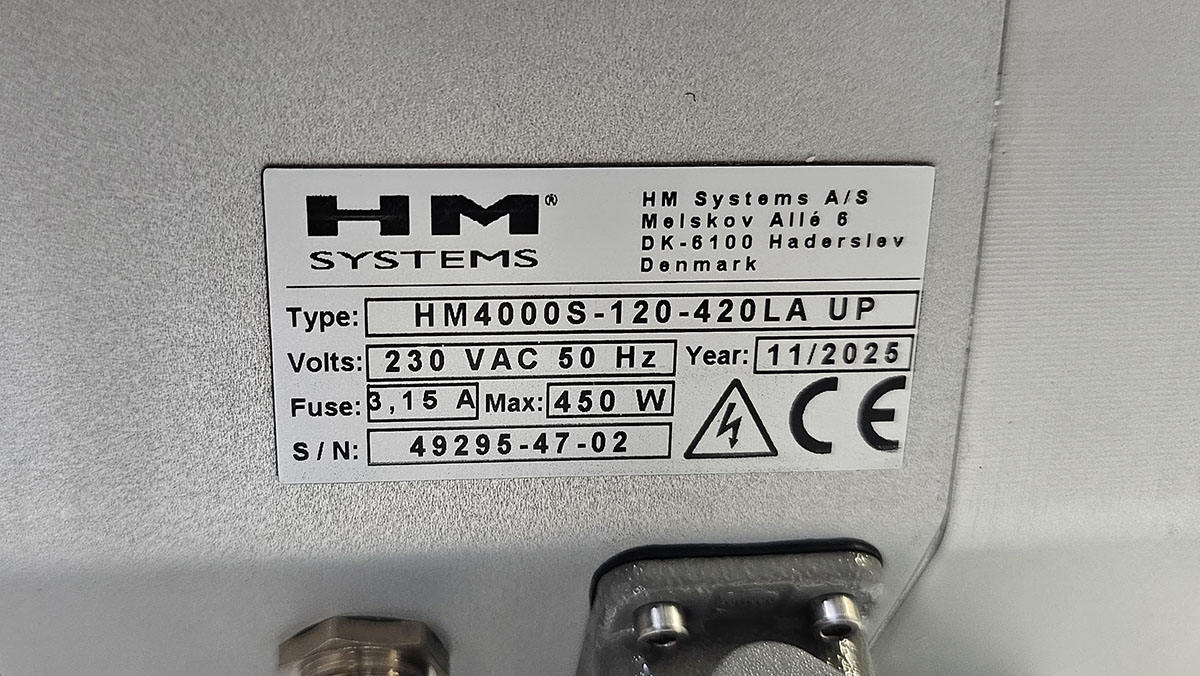 HM®
SYSTEMS
HM Systems A/S
Melskov Allé 6
DK-6100 Haderslev
Denmark
Type: HM4000S-120-420LA UP
Volts: 230 VAC 50 Hz Year: 11/2025
Fuse: 3,15 A Max: 450 W
S/N: 49295-47-02
CE